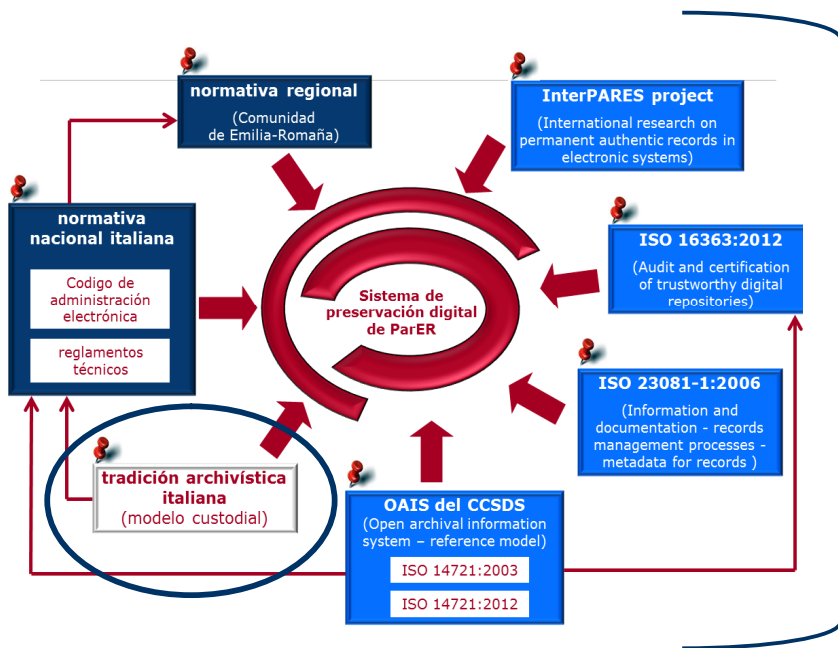 normativa regional
(Comunidad
de Emilia-Romaña)
InterPARES project
(International research on
permanent authentic records in
electronic systems)
normativa
nacional italiana
Codigo de
administración
electrónica
reglamentos
técnicos
ISO 16363:2012
(Audit and certification
of trustworthy digital
repositories)
Sistema de
preservación digital
de ParER
ISO 23081-1:2006
(Information and
documentation - records
management processes -
metadata for records )
tradición archivística
italiana
(modelo custodial)
OAIS del CCSDS
(Open archival information
system – reference model)
ISO 14721:2003
ISO 14721:2012